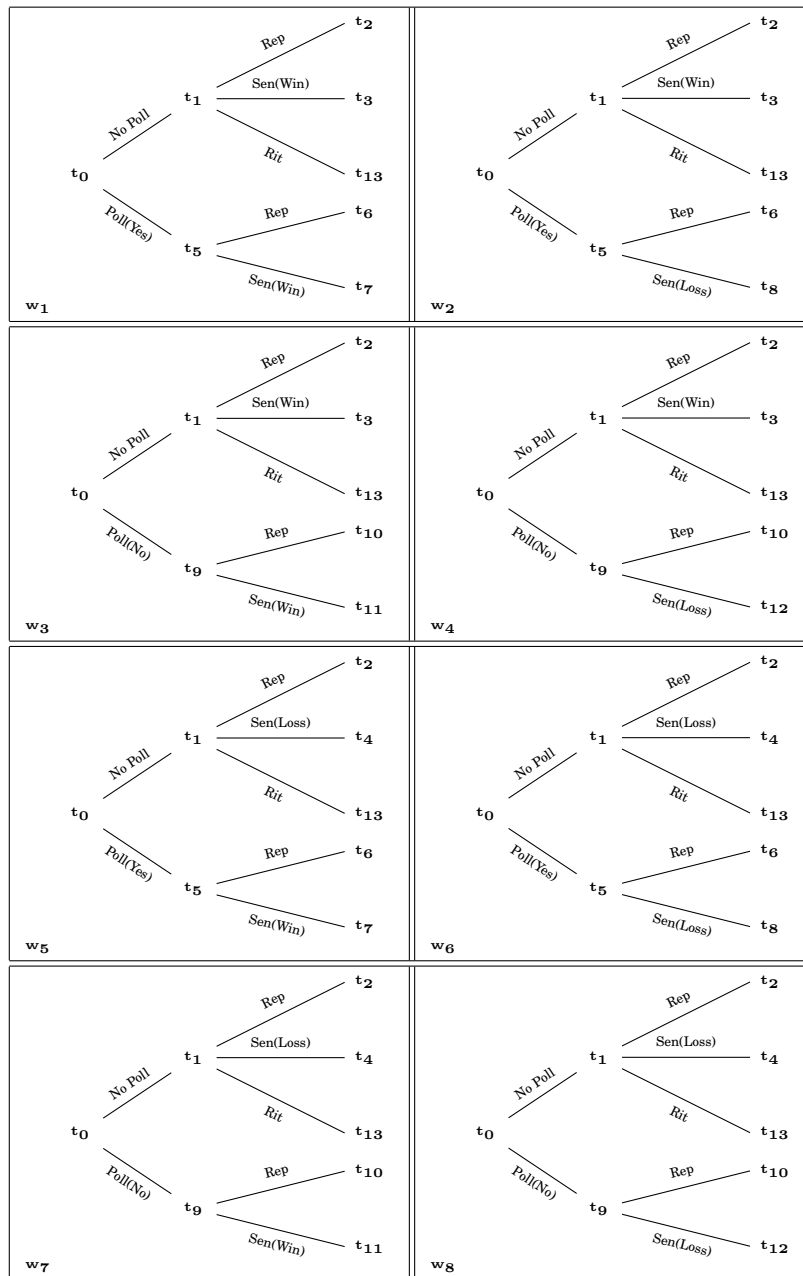 t2
Rep
Sen(Win)
t1
t3
No Poll
Rit
t0
t13
Rep
t6
Poll(Yes)
t5
Sen(Win)
t7
w1
t2
Rep
Sen(Win)
t1
t3
No Poll
Rit
t0
t13
Rep
t6
Poll(Yes)
t5
Sen(Loss)
t8
w2
t2
Rep
Sen(Win)
t1
t3
No Poll
Rit
t0
t13
Rep
t10
Poll(No)
t9
Sen(Win)
t11
w3
t2
Rep
Sen(Win)
t1
t3
No Poll
Rit
t0
t13
Rep
t10
Poll(No)
t9
Sen(Loss)
t12
w4
t2
Rep
Sen(Loss)
t1
t4
No Poll
Rit
t0
t13
Rep
t6
Poll(Yes)
t5
Sen(Win)
t7
w5
t2
Rep
Sen(Loss)
t1
t4
No Poll
Rit
t0
t13
Rep
t6
Poll(Yes)
t5
Sen(Loss)
t8
w6
t2
Rep
Sen(Loss)
t1
t4
No Poll
Rit
t0
t13
Rep
t10
Poll(No)
t9
Sen(Win)
t11
w7
t2
Rep
Sen(Loss)
t1
t4
No Poll
Rit
t0
t13
Rep
t10
Poll(No)
t9
Sen(Loss)
t12
w8